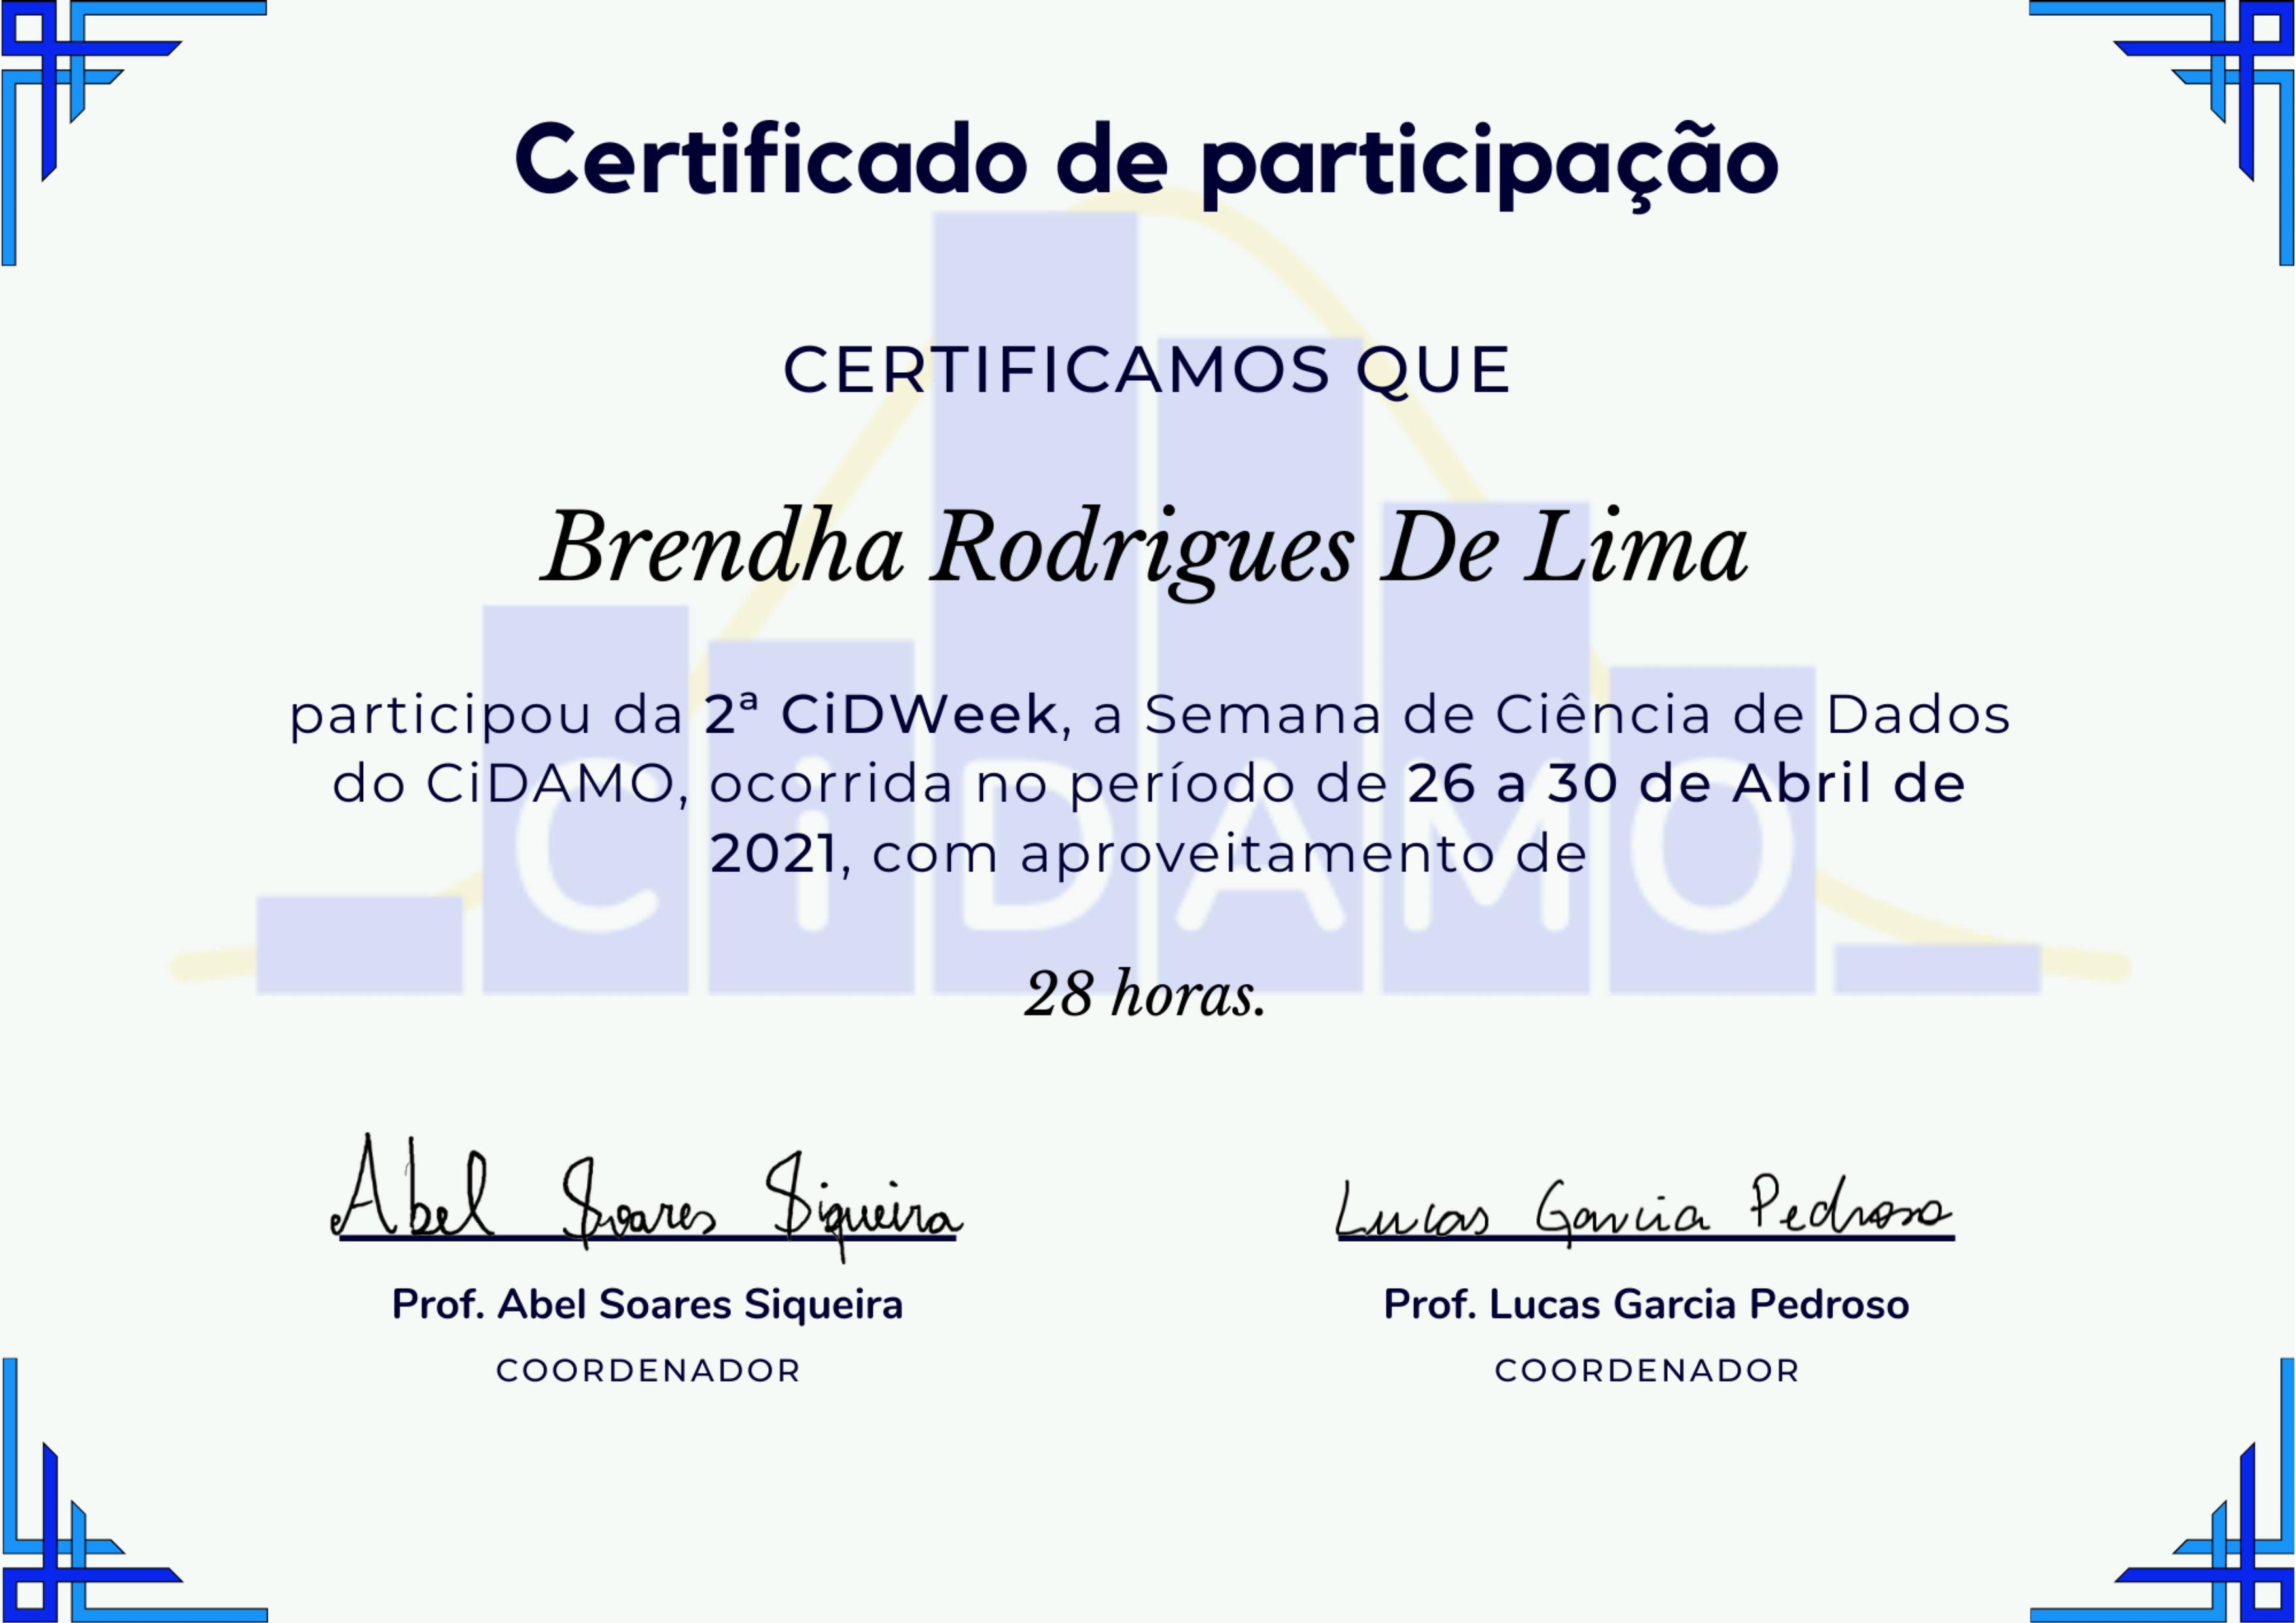 Certificado de participação
CERTIFICAMOS QUE
Brendha Rodrigues De Lima
participou da 2ª CiDWeek, a Semana de Ciência de Dados
do CiDAMO, ocorrida no período de 26 a 30 de Abril de
2021, com aproveitamento de
CiDAMO
28 horas.
Abel Soares Siqueira
Lucas Garcia Pedroso
Prof. Abel Soares Siqueira
Prof. Lucas Garcia Pedroso
COORDENADOR
COORDENADOR